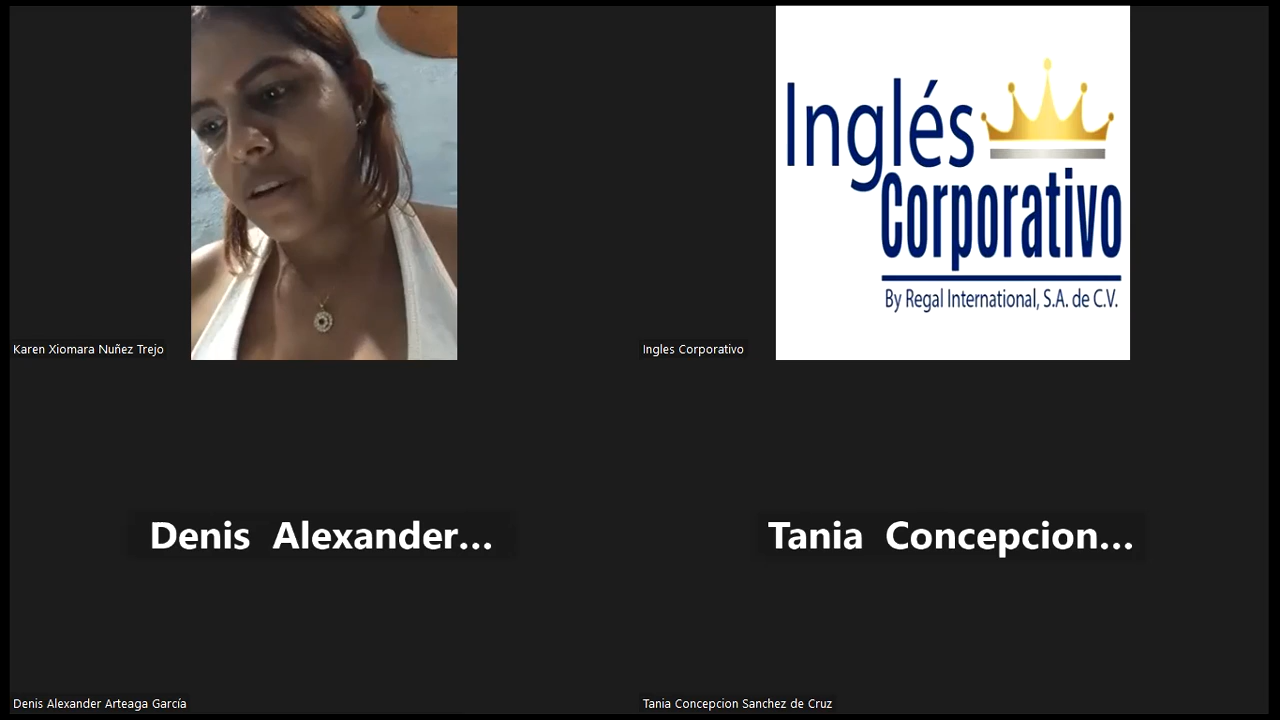 Inglés
Corporativo
By Regal International, S.A. de C.V.
Karen Xiomara Nuñez Trejo
Ingles Corporativo
Denis Alexander...
Tania Concepcion...
Denis Alexander Arteaga García
Tania Concepcion Sanchez de Cruz